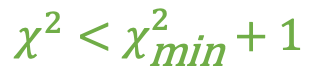 χ² < χ²_min + 1